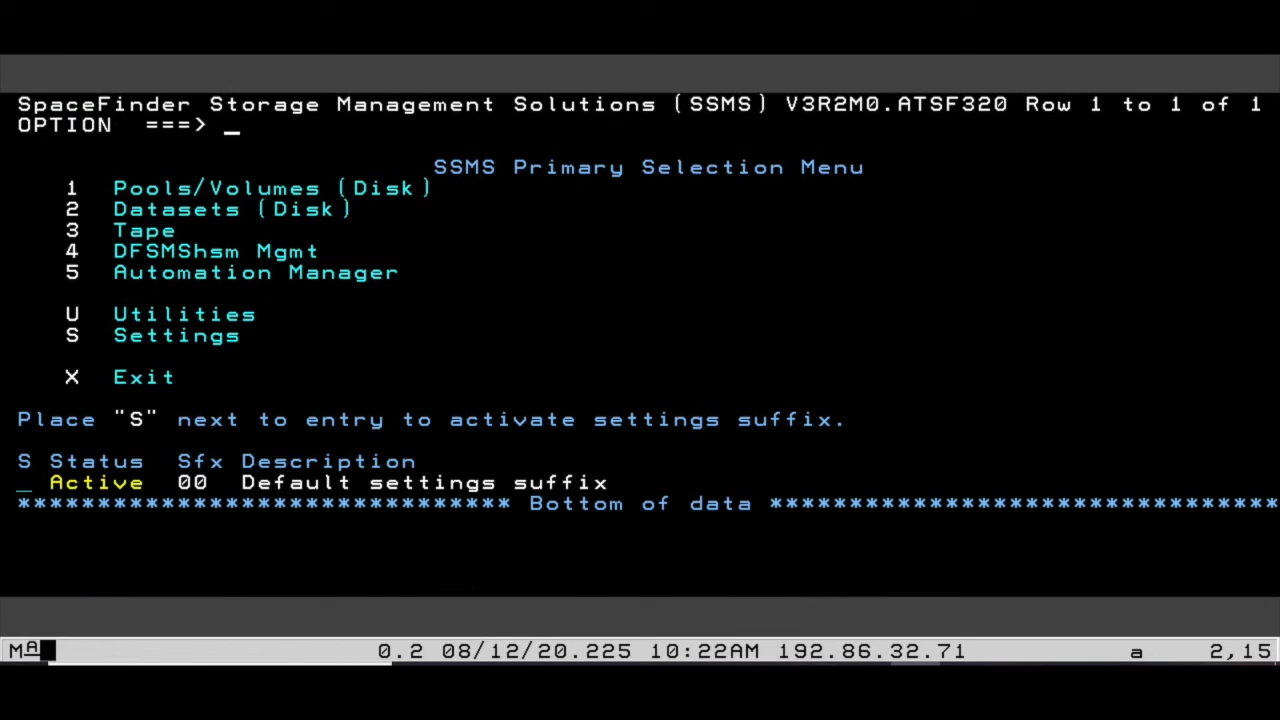 SpaceFinder Storage Management Solutions (SSMS) V3R2M0.ATSF320 Row 1 to 1 of 1
OPTION ===> _
SSMS Primary Selection Menu
1 Pools/Volumes (Disk)
2 Datasets (Disk)
3 Tape
4 DFSMShsm Mgmt
5 Automation Manager
U Utilities
S Settings
X Exit
Place "S" next to entry to activate settings suffix.
S Status Sfx Description
_ Active 00 Default settings suffix
******************************* Bottom of data ********************************
MA 0.2 08/12/20.225 10:22AM 192.86.32.71 a 2,15